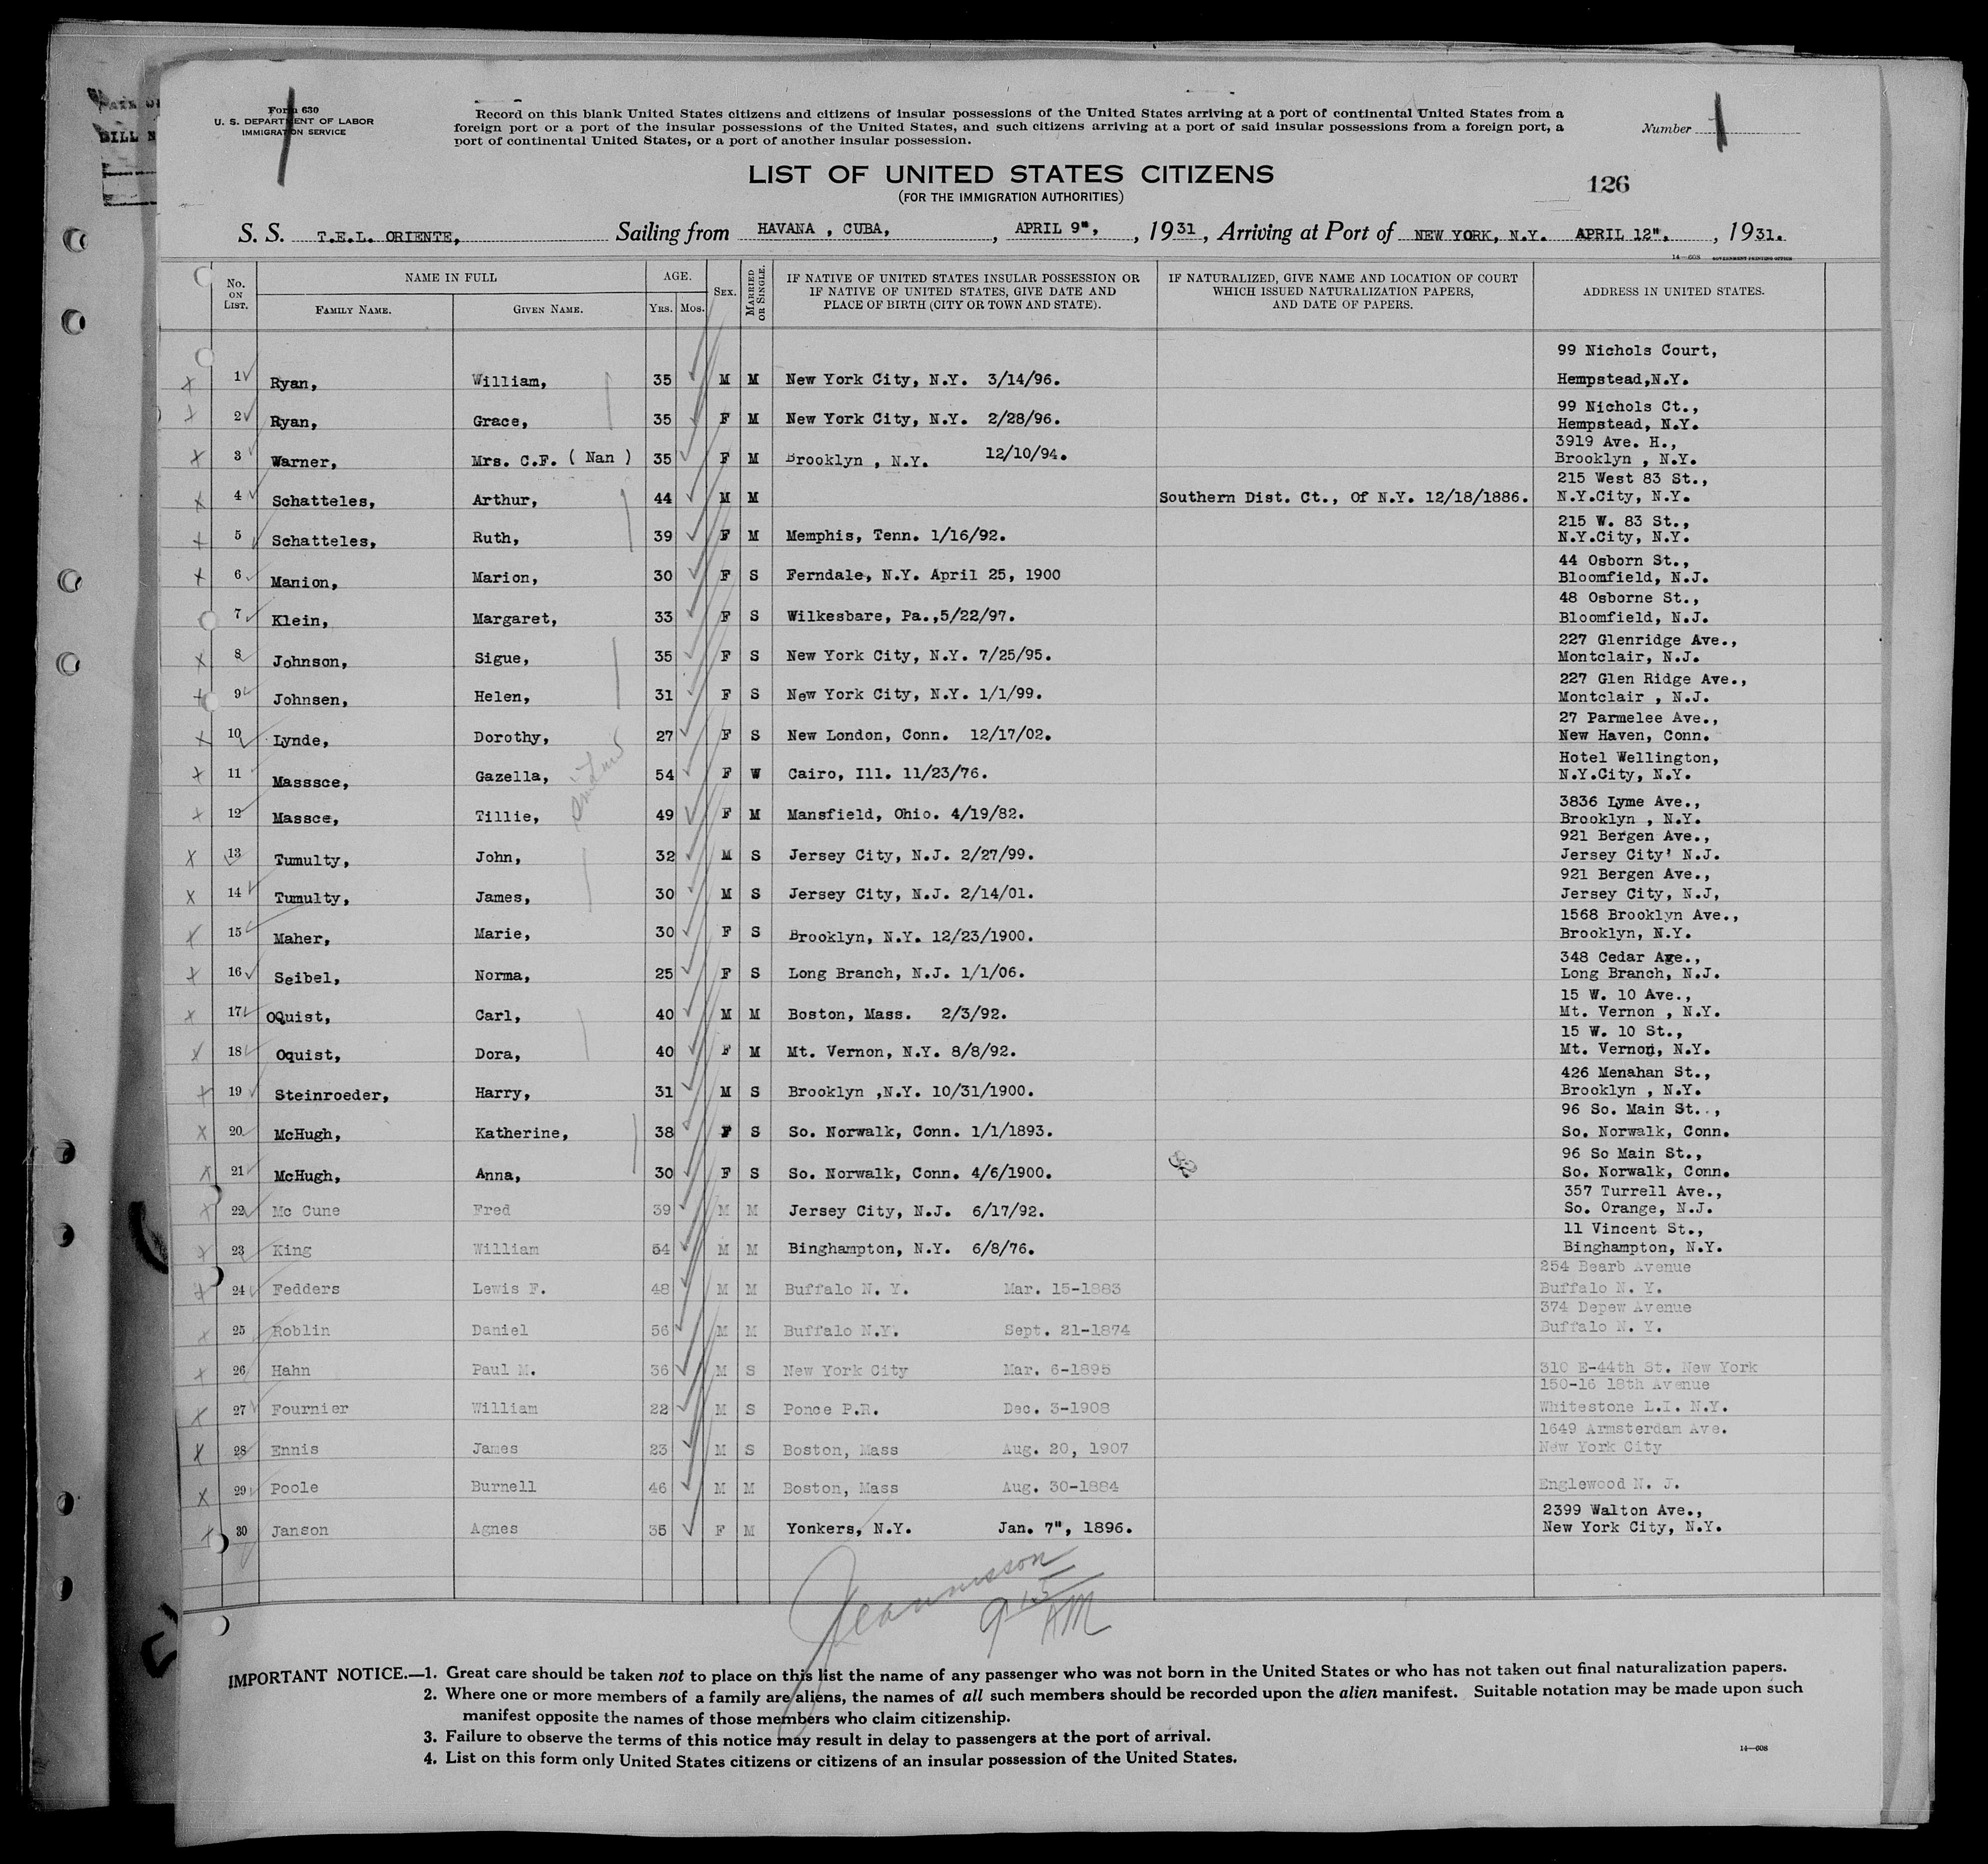 PASS
BILL N
Form 630
U. S. DEPARTMENT OF LABOR
IMMIGRATION SERVICE
Record on this blank United States citizens and citizens of insular possessions of the United States arriving at a port of continental United States from a
foreign port or a port of the insular possessions of the United States, and such citizens arriving at a port of said insular possessions from a foreign port, a
port of continental United States, or a port of another insular possession.
Number 1
LIST OF UNITED STATES CITIZENS
(FOR THE IMMIGRATION AUTHORITIES)
126
S. S. T.E.L. ORIENTE, Sailing from HAVANA , CUBA, , APRIL 9", , 1931, Arriving at Port of NEW YORK, N.Y. APRIL 12", , 1931.
14—608 GOVERNMENT PRINTING OFFICE
No. ON LIST. NAME IN FULL FAMILY NAME. GIVEN NAME. AGE. YRS. MOS. SEX. MARRIED OR SINGLE.
IF NATIVE OF UNITED STATES INSULAR POSSESSION OR
IF NATIVE OF UNITED STATES, GIVE DATE AND
PLACE OF BIRTH (CITY OR TOWN AND STATE).
IF NATURALIZED, GIVE NAME AND LOCATION OF COURT
WHICH ISSUED NATURALIZATION PAPERS,
AND DATE OF PAPERS.
ADDRESS IN UNITED STATES.
99 Nichols Court,
1 Ryan, William, 35 M M New York City, N.Y. 3/14/96. Hempstead,N.Y.
99 Nichols Ct.,
2 Ryan, Grace, 35 F M New York City, N.Y. 2/28/96. Hempstead, N.Y.
3919 Ave. H.,
3 Warner, Mrs. C.F. ( Nan ) 35 F M Brooklyn , N.Y. 12/10/94. Brooklyn , N.Y.
215 West 83 St.,
4 Schatteles, Arthur, 44 M M Southern Dist. Ct., Of N.Y. 12/18/1886. N.Y.City, N.Y.
215 W. 83 St.,
5 Schatteles, Ruth, 39 F M Memphis, Tenn. 1/16/92. N.Y.City, N.Y.
44 Osborn St.,
6 Manion, Marion, 30 F S Ferndale, N.Y. April 25, 1900 Bloomfield, N.J.
48 Osborne St.,
7 Klein, Margaret, 33 F S Wilkesbare, Pa.,5/22/97. Bloomfield, N.J.
227 Glenridge Ave.,
8 Johnson, Sigue, 35 F S New York City, N.Y. 7/25/95. Montclair, N.J.
227 Glen Ridge Ave.,
9 Johnsen, Helen, 31 F S New York City, N.Y. 1/1/99. Montclair , N.J.
27 Parmelee Ave.,
10 Lynde, Dorothy, 27 F S New London, Conn. 12/17/02. New Haven, Conn.
Hotel Wellington,
11 Masssce, Gazella, 54 F W Cairo, Ill. 11/23/76. N.Y.City, N.Y.
3836 Lyme Ave.,
12 Massce, Tillie, 49 F M Mansfield, Ohio. 4/19/82. Brooklyn , N.Y.
921 Bergen Ave.,
13 Tumulty, John, 32 M S Jersey City, N.J. 2/27/99. Jersey City' N.J.
921 Bergen Ave.,
14 Tumulty, James, 30 M S Jersey City, N.J. 2/14/01. Jersey City, N.J,
1568 Brooklyn Ave.,
15 Maher, Marie, 30 F S Brooklyn, N.Y. 12/23/1900. Brooklyn, N.Y.
348 Cedar Age.,
16 Seibel, Norma, 25 F S Long Branch, N.J. 1/1/06. Long Branch, N.J.
15 W. 10 Ave.,
17 OQuist, Carl, 40 M M Boston, Mass. 2/3/92. Mt. Vernon , N.Y.
15 W. 10 St.,
18 Oquist, Dora, 40 F M Mt. Vernon, N.Y. 8/8/92. Mt. Vernon, N.Y.
426 Menahan St.,
19 Steinroeder, Harry, 31 M S Brooklyn ,N.Y. 10/31/1900. Brooklyn , N.Y.
96 So. Main St..,
20 McHugh, Katherine, 38 F S So. Norwalk, Conn. 1/1/1893. So. Norwalk, Conn.
96 So Main St.,
21 McHugh, Anna, 30 F S So. Norwalk, Conn. 4/6/1900. So. Norwalk, Conn.
357 Turrell Ave.,
22 Mc Cune Fred 39 M M Jersey City, N.J. 6/17/92. So. Orange, N.J.
11 Vincent St.,
23 King William 54 M M Binghampton, N.Y. 6/8/76. Binghampton, N.Y.
254 Bearb Avenue
24 Fedders Lewis F. 48 M M Buffalo N. Y. Mar. 15-1883 Buffalo N. Y.
374 Depew Avenue
25 Roblin Daniel 56 M M Buffalo N.Y. Sept. 21-1874 Buffalo N. Y.
26 Hahn Paul M. 36 M S New York City Mar. 6-1895 310 E-44th St. New York
150-16 18th Avenue
27 Fournier William 22 M S Ponce P.R. Dec. 3-1908 Whitestone L.I. N.Y.
1649 Armsterdam Ave.
28 Ennis James 23 M S Boston, Mass Aug. 20, 1907 New York City
29 Poole Burnell 46 M M Boston, Mass Aug. 30-1884 Englewood N. J.
2399 Walton Ave.,
30 Janson Agnes 35 F M Yonkers, N.Y. Jan. 7", 1896. New York City, N.Y.
9 15 AM
IMPORTANT NOTICE.—1. Great care should be taken not to place on this list the name of any passenger who was not born in the United States or who has not taken out final naturalization papers.
2. Where one or more members of a family are aliens, the names of all such members should be recorded upon the alien manifest. Suitable notation may be made upon such
manifest opposite the names of those members who claim citizenship.
3. Failure to observe the terms of this notice may result in delay to passengers at the port of arrival.
4. List on this form only United States citizens or citizens of an insular possession of the United States.
14—608